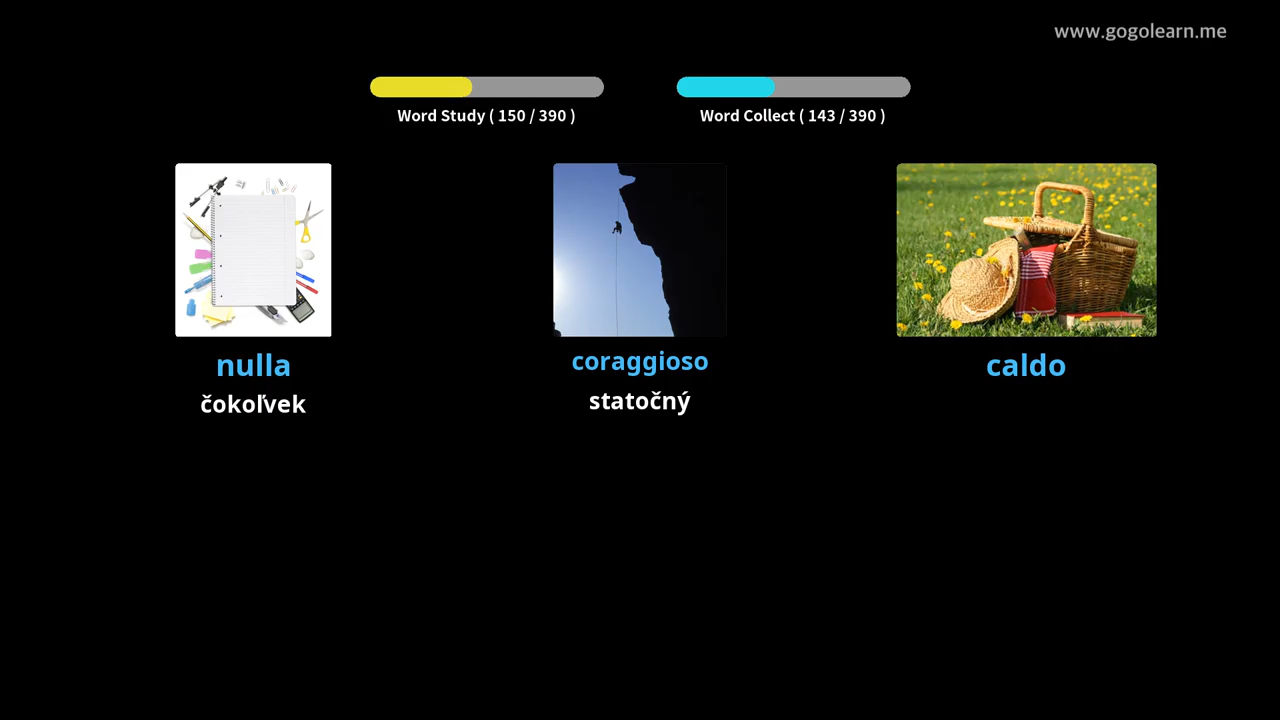 www.gogolearn.me
Word Study ( 150 / 390 )
Word Collect ( 143 / 390 )
nulla
čokoľvek
coraggioso
statočný
caldo